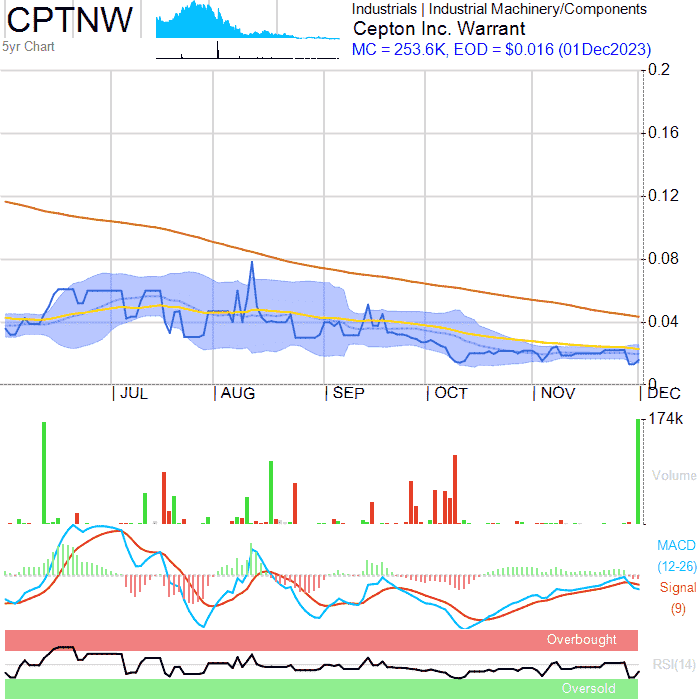 CPTNW
5yr Chart
Industrials | Industrial Machinery/Components
Cepton Inc. Warrant
MC = 253.6K, EOD = $0.016 (01Dec2023)
0.2
0.16
0.12
0.08
0.04
0
JUL
AUG
SEP
OCT
NOV
DEC
174k
Volume
MACD
(12-26)
Signal
(9)
Overbought
RSI(14)
Oversold